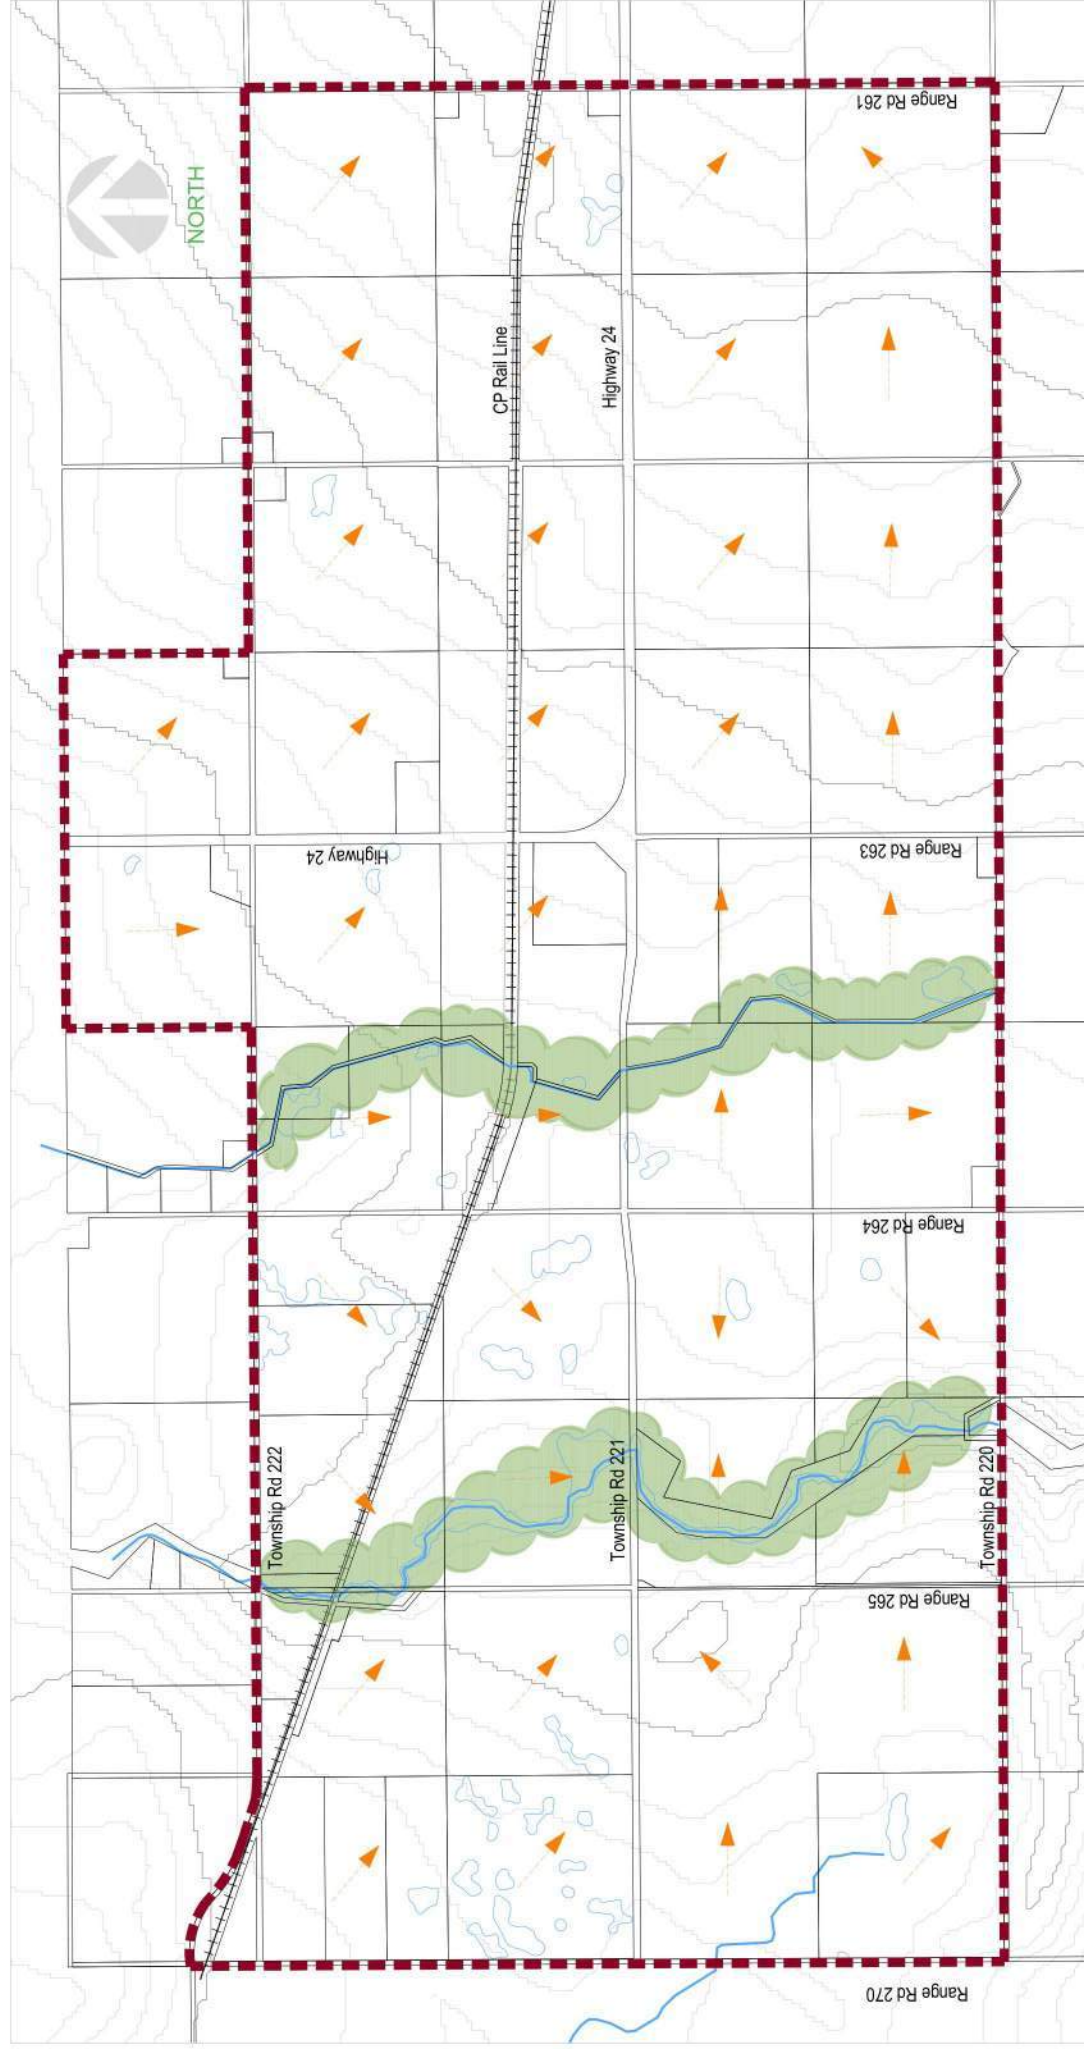 Range Rd 261
NORTH
CP Rail Line
Highway 24
Highway 24
Range Rd 263
Range Rd 264
Township Rd 222
Township Rd 221
Township Rd 220
Range Rd 265
Range Rd 270